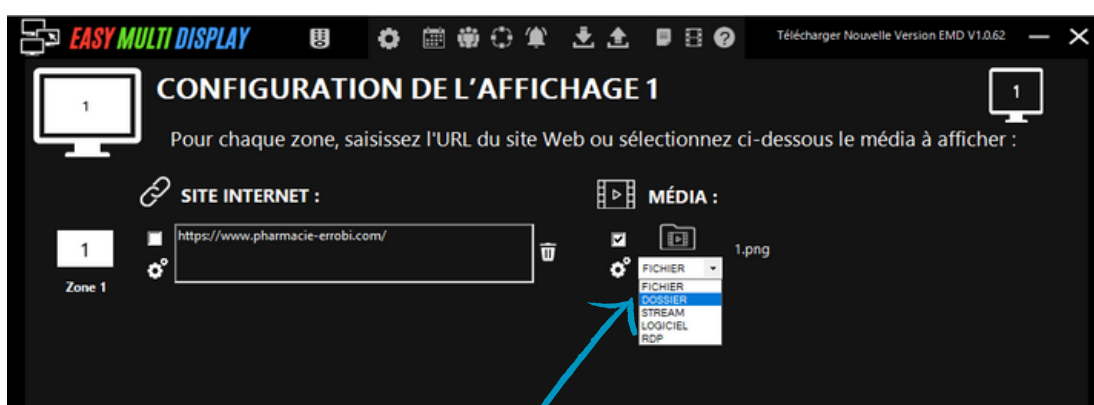 EASY MULTI DISPLAY
Télécharger Nouvelle Version EMD V1.0.62
1
CONFIGURATION DE L'AFFICHAGE 1
1
Pour chaque zone, saisissez l'URL du site Web ou sélectionnez ci-dessous le média à afficher :
SITE INTERNET :
MÉDIA :
1
https://www.pharmacie-errobi.com/
1.png
Zone 1
FICHIER
FICHIER
DOSSIER
STREAM
LOGICIEL
RDP